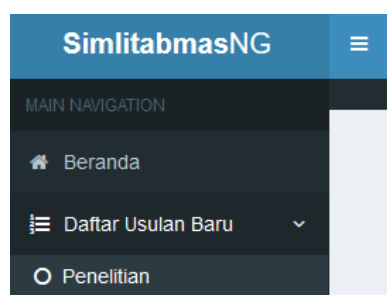 SimlitabmasNG
MAIN NAVIGATION
Beranda
Daftar Usulan Baru
Penelitian